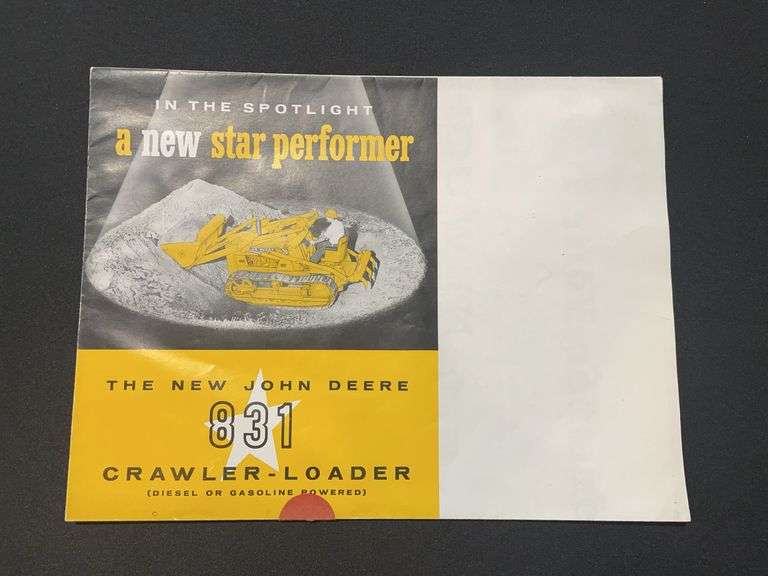 IN THE SPOTLIGHT
a new star performer
THE NEW JOHN DEERE
831
CRAWLER-LOADER
(DIESEL OR GASOLINE POWERED)